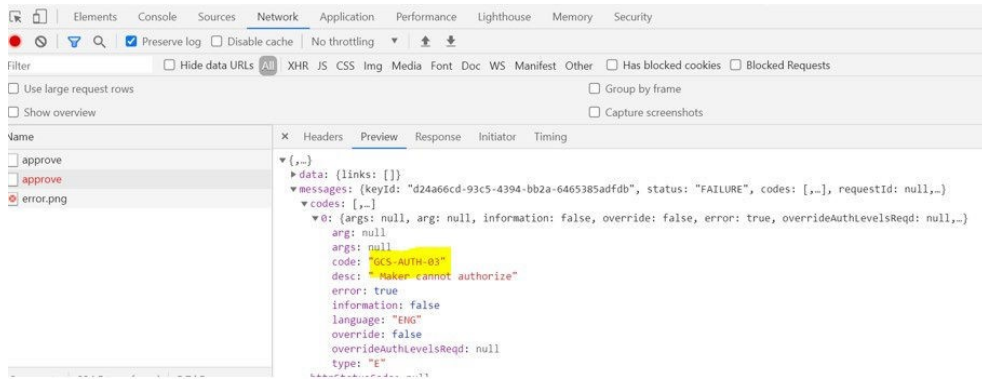 Elements Console Sources Network Application Performance Lighthouse Memory Security
Preserve log Disable cache No throttling
Filter Hide data URLs All XHR JS CSS Img Media Font Doc WS Manifest Other Has blocked cookies Blocked Requests
Use large request rows Group by frame
Show overview Capture screenshots
Name × Headers Preview Response Initiator Timing
approve
approve
error.png
▼{,…}
▶data: {links: []}
▼messages: {keyId: "d24a66cd-93c5-4394-bb2a-6465385adfdb", status: "FAILURE", codes: [,…], requestId: null,…}
▼codes: [,…]
▼0: {args: null, arg: null, information: false, override: false, error: true, overrideAuthLevelsReqd: null,…}
arg: null
args: null
code: "GCS-AUTH-03"
desc: " Maker cannot authorize"
error: true
information: false
language: "ENG"
override: false
overrideAuthLevelsReqd: null
type: "E"